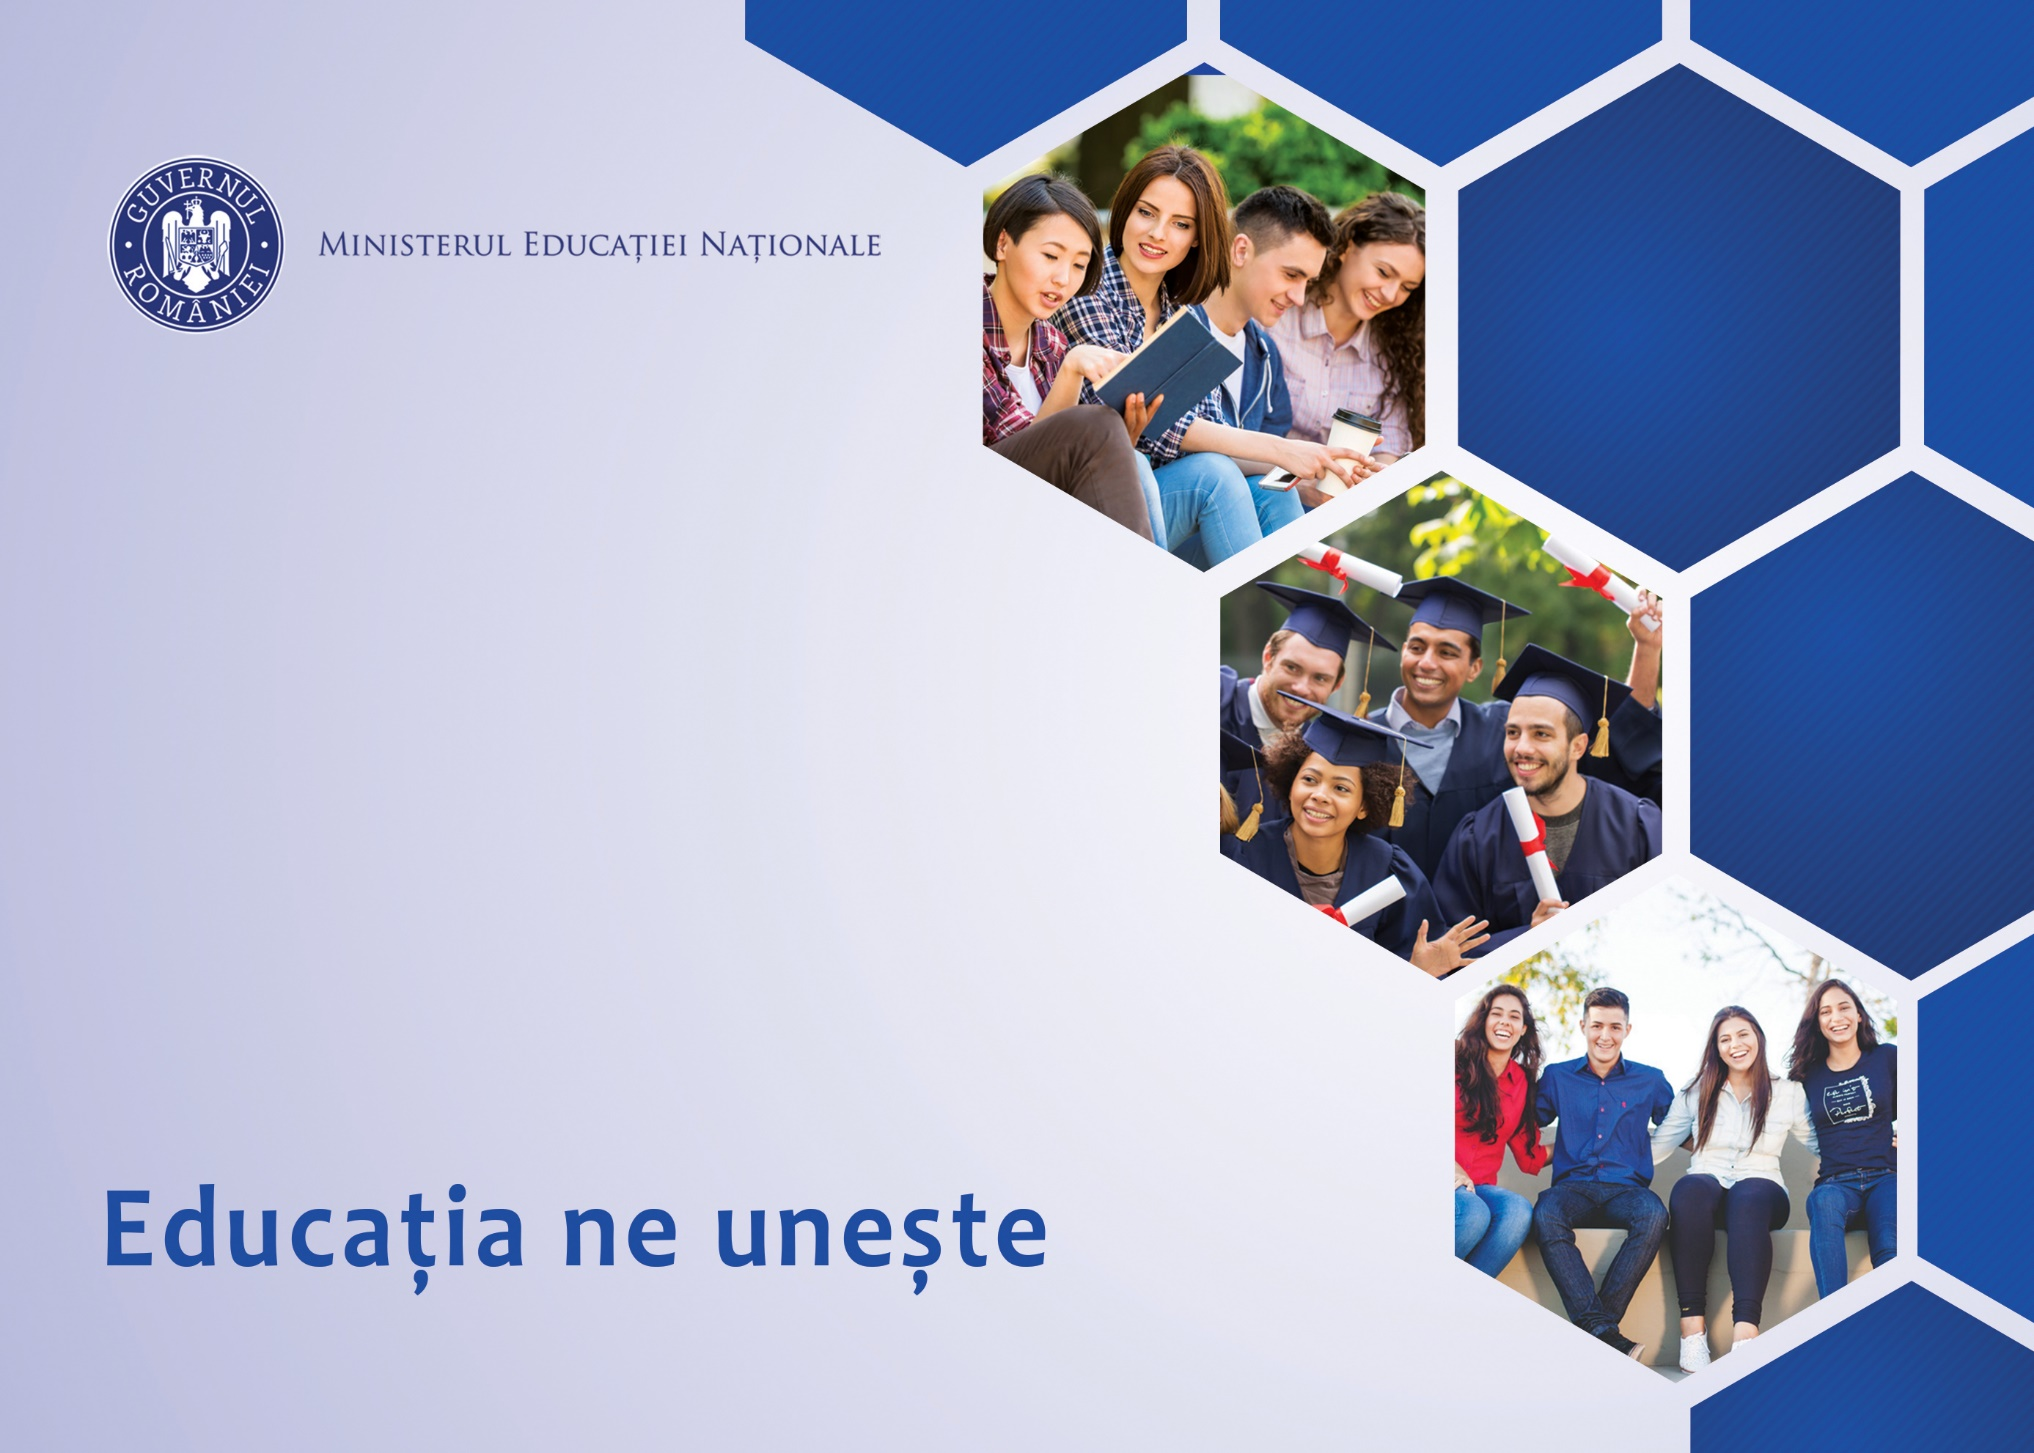 GUVERNUL
ROMÂNIEI
MINISTERUL EDUCAȚIEI NAȚIONALE
Educația ne unește